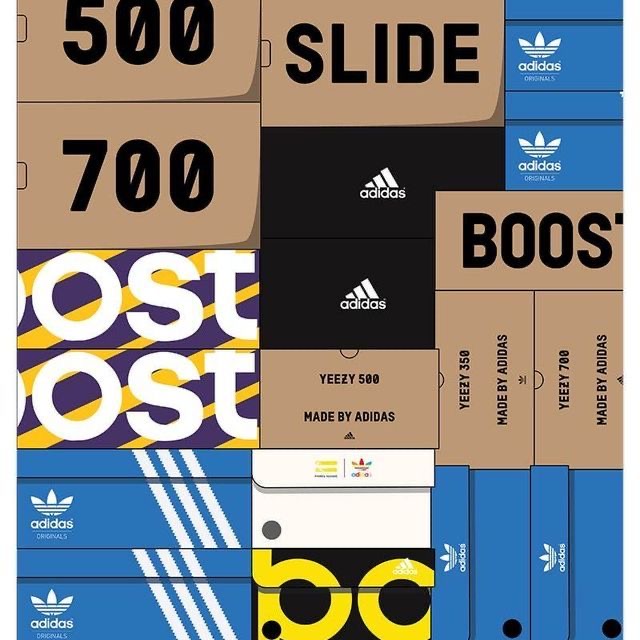 500
SLIDE
adidas
ORIGINALS
700
adidas
ORIGINALS
adidas
BOOST
oost
adidas
oost
YEEZY 500
MADE BY ADIDAS
YEEZY 350
MADE BY ADIDAS
YEEZY 700
MADE BY ADIDAS
adidas
ORIGINALS
adidas
adidas
ORIGINALS
bo
adidas
adidas
adidas